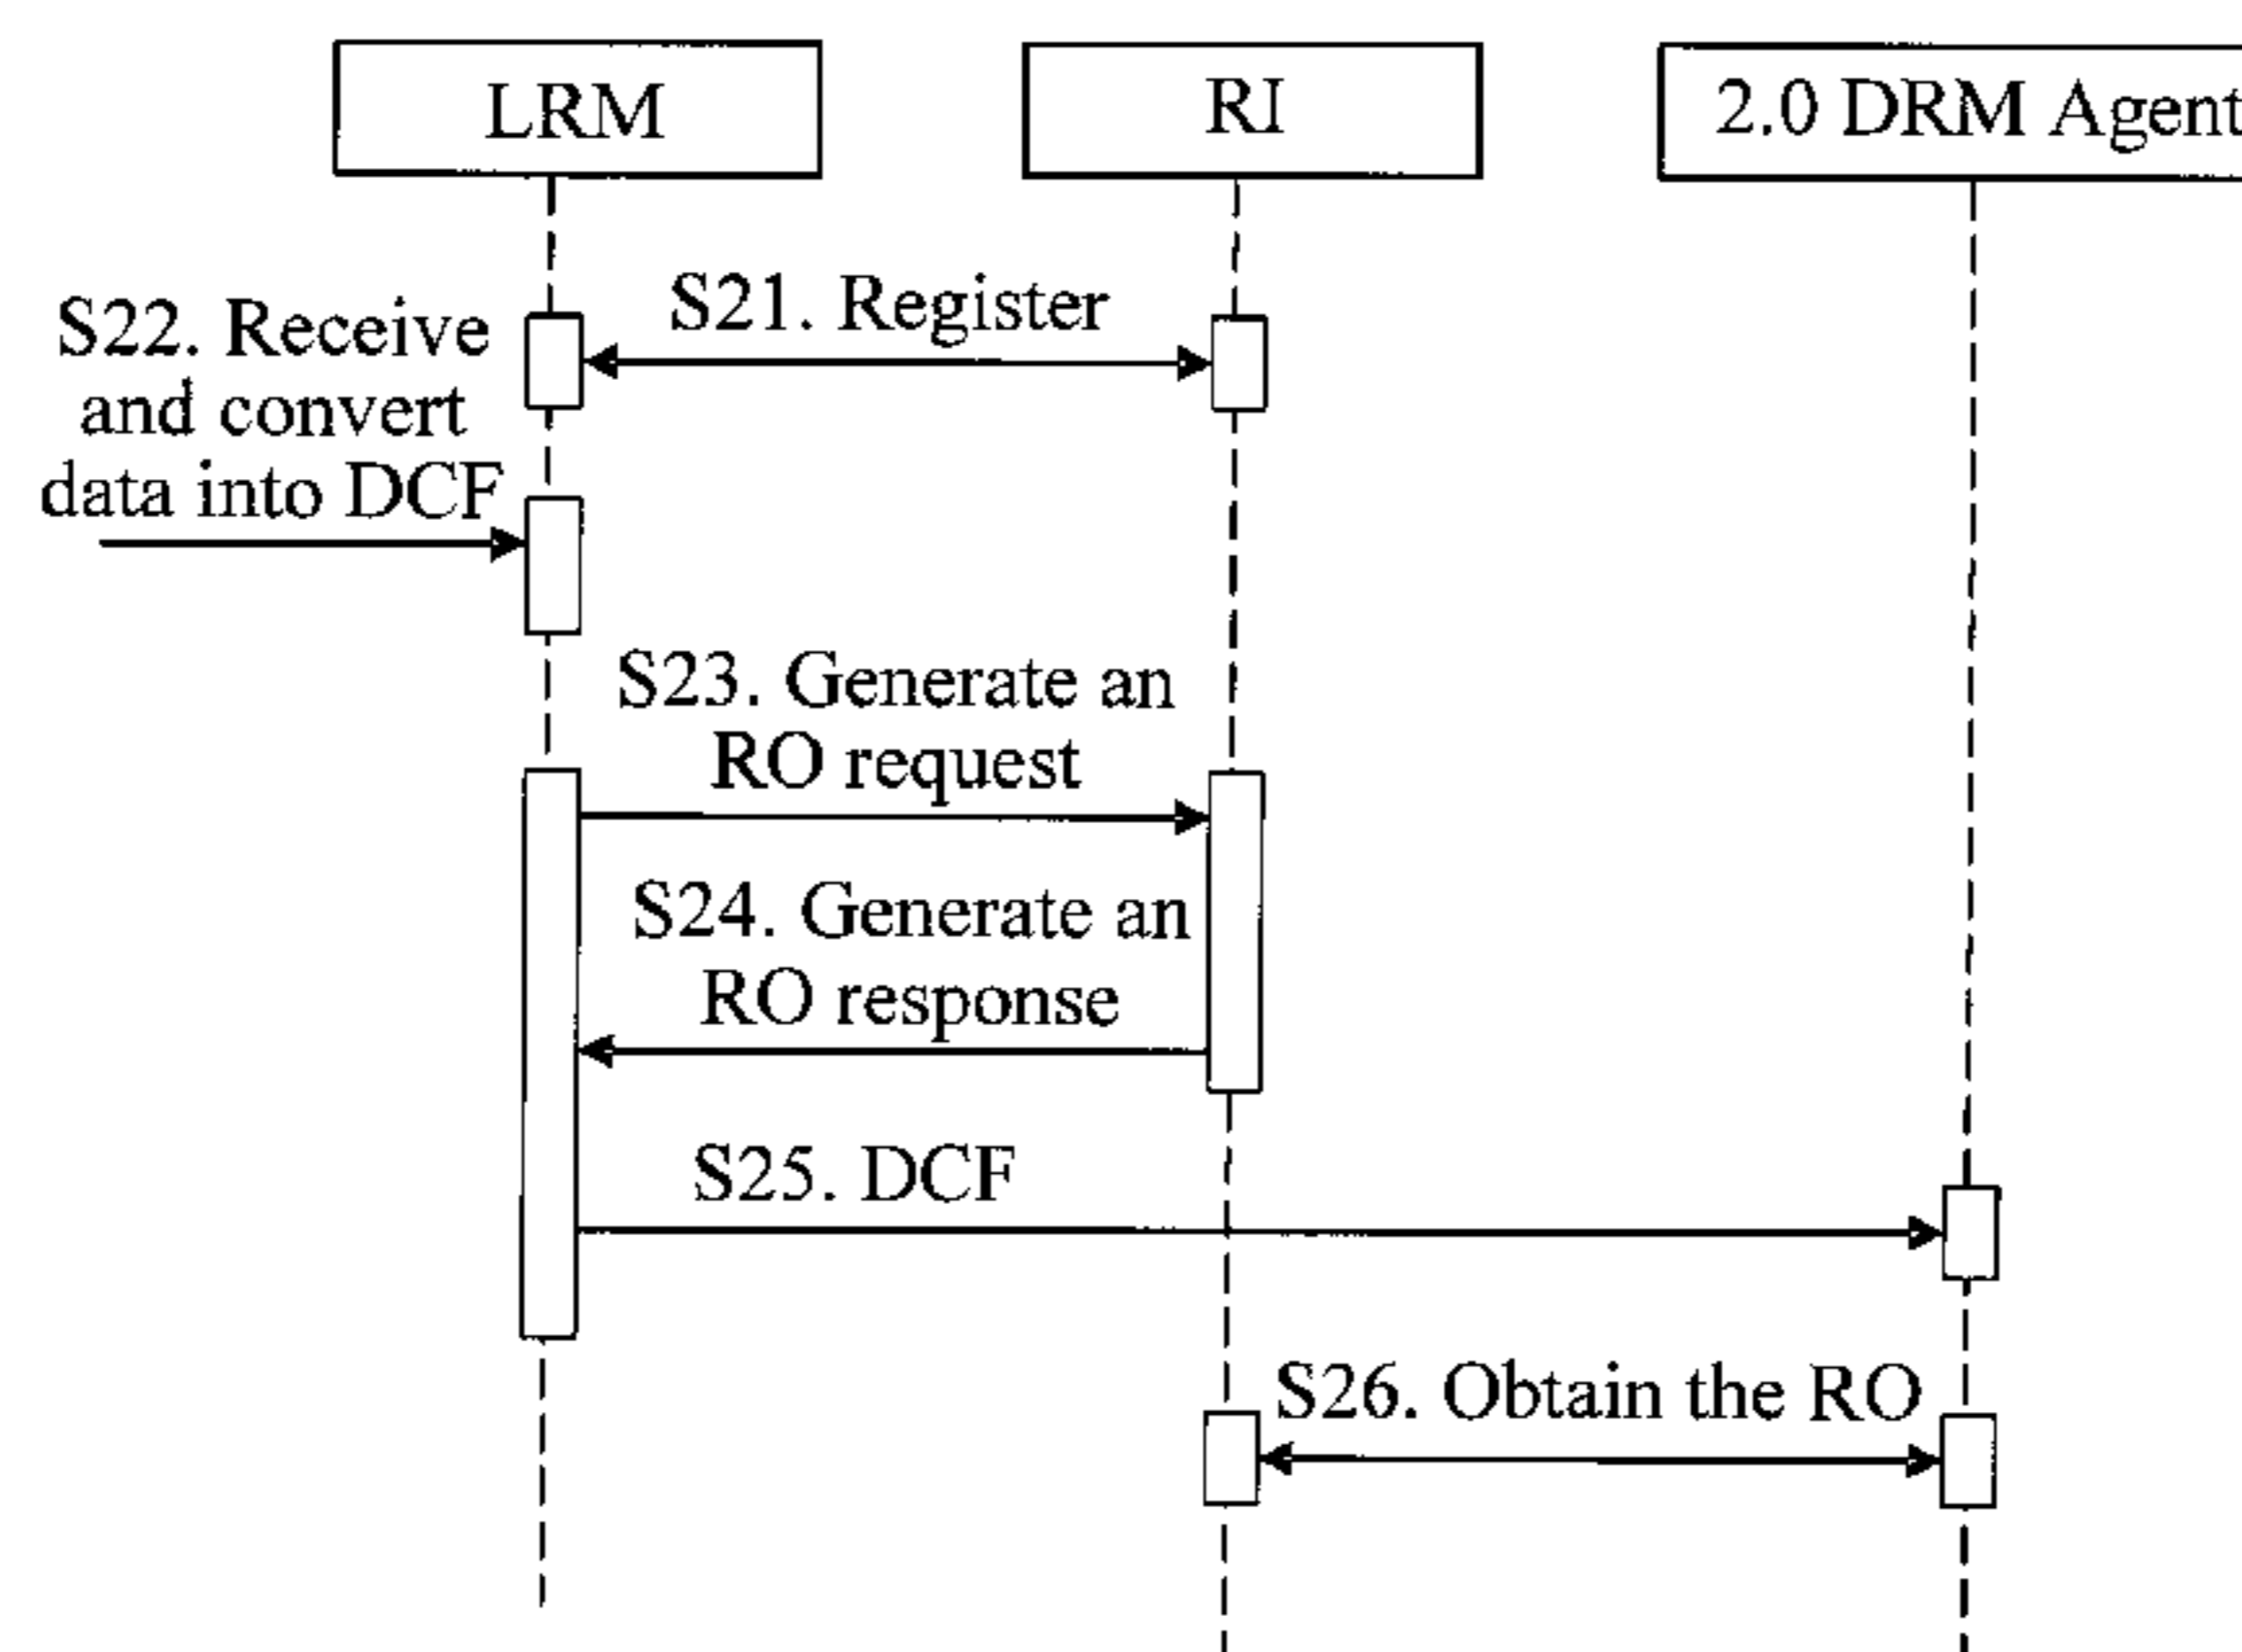 LRM
RI
2.0 DRM Agent
S21. Register
S22. Receive
and convert
data into DCF
S23. Generate an
RO request
S24. Generate an
RO response
S25. DCF
S26. Obtain the RO